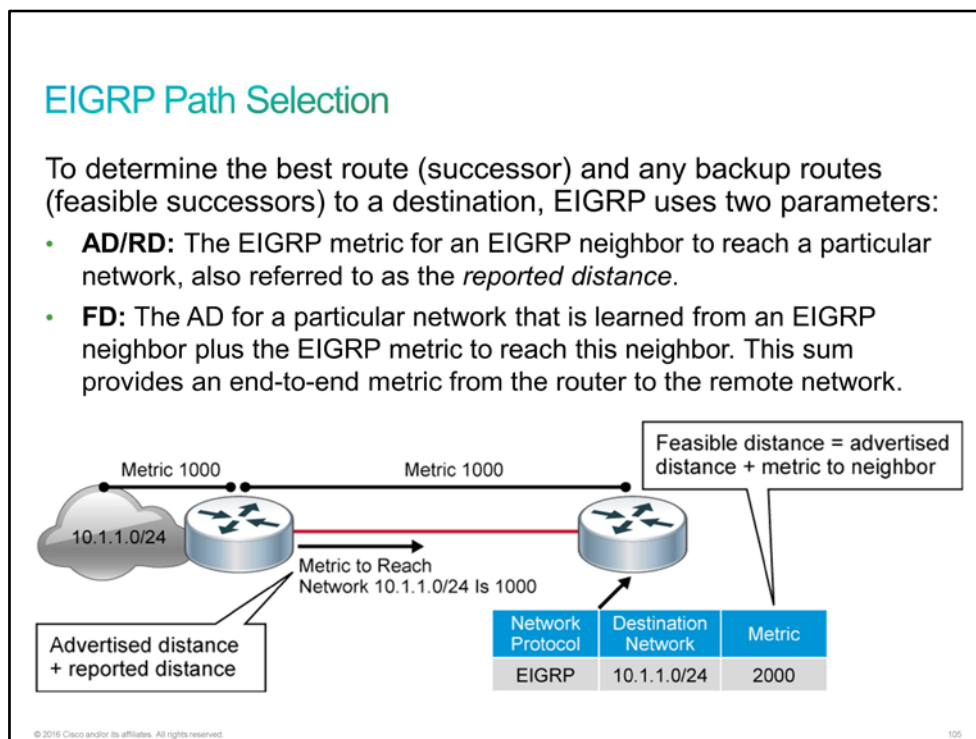 EIGRP Path Selection
To determine the best route (successor) and any backup routes
(feasible successors) to a destination, EIGRP uses two parameters:
• AD/RD: The EIGRP metric for an EIGRP neighbor to reach a particular
network, also referred to as the reported distance.
• FD: The AD for a particular network that is learned from an EIGRP
neighbor plus the EIGRP metric to reach this neighbor. This sum
provides an end-to-end metric from the router to the remote network.
Feasible distance = advertised
distance + metric to neighbor
Metric 1000
Metric 1000
10.1.1.0/24
Metric to Reach
Network 10.1.1.0/24 Is 1000
Advertised distance
+ reported distance
Network Protocol Destination Network Metric
EIGRP 10.1.1.0/24 2000
© 2016 Cisco and/or its affiliates. All rights reserved.
105